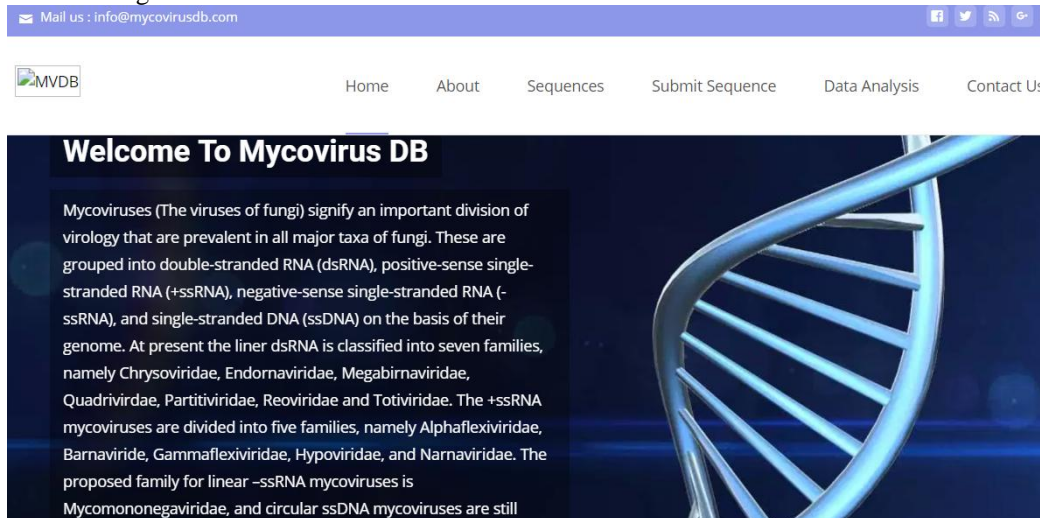 Mail us : info@mycovirusdb.com
MVDB
Home About Sequences Submit Sequence Data Analysis Contact Us
Welcome To Mycovirus DB
Mycoviruses (The viruses of fungi) signify an important division of
virology that are prevalent in all major taxa of fungi. These are
grouped into double-stranded RNA (dsRNA), positive-sense single-
stranded RNA (+ssRNA), negative-sense single-stranded RNA (-
ssRNA), and single-stranded DNA (ssDNA) on the basis of their
genome. At present the liner dsRNA is classified into seven families,
namely Chrysoviridae, Endornaviridae, Megabirnaviridae,
Quadrivirdae, Partitiviridae, Reoviridae and Totiviridae. The +ssRNA
mycoviruses are divided into five families, namely Alphaflexiviridae,
Barnaviride, Gammaflexiviridae, Hypoviridae, and Narnaviridae. The
proposed family for linear –ssRNA mycoviruses is
Mycomononegaviridae, and circular ssDNA mycoviruses are still